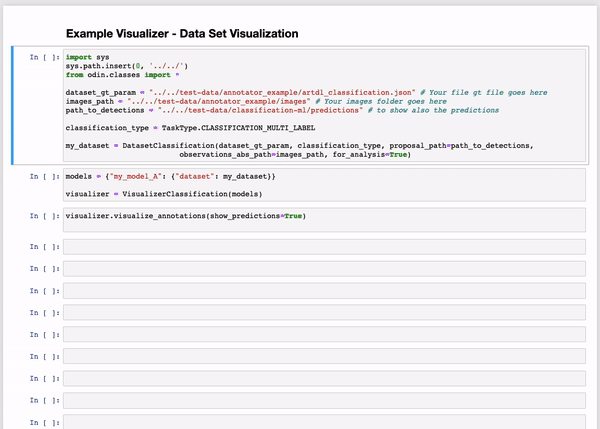 Example Visualizer - Data Set Visualization
In [ ]: import sys
sys.path.insert(0, '../../')
from odin.classes import *
dataset_gt_param = "../../test-data/annotator_example/artdl_classification.json" # Your file gt file goes here
images_path = "../../test-data/annotator_example/images" # Your images folder goes here
path_to_detections = "../../test-data/classification-ml/predictions" # to show also the predictions
classification_type = TaskType.CLASSIFICATION_MULTI_LABEL
my_dataset = DatasetClassification(dataset_gt_param, classification_type, proposal_path=path_to_detections,
observations_abs_path=images_path, for_analysis=True)
In [ ]: models = {"my_model_A": {"dataset": my_dataset}}
visualizer = VisualizerClassification(models)
In [ ]: visualizer.visualize_annotations(show_predictions=True)
In [ ]:
In [ ]:
In [ ]:
In [ ]:
In [ ]:
In [ ]:
In [ ]:
In [ ]:
In [ ]: